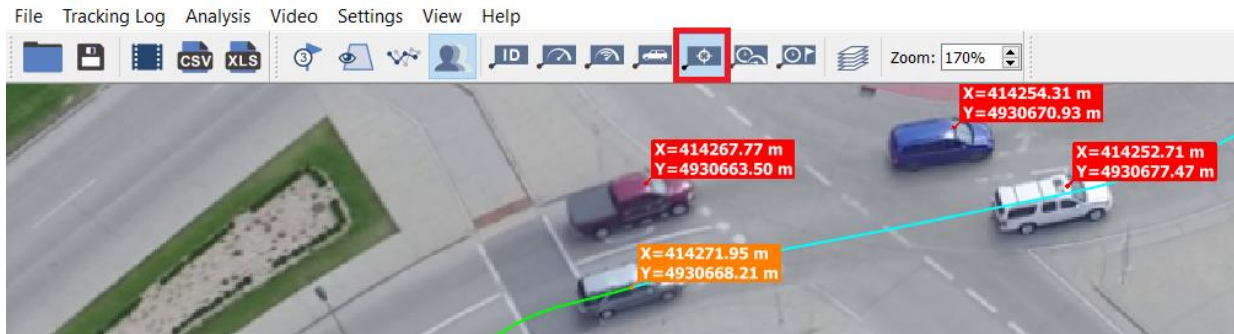 File Tracking Log Analysis Video Settings View Help
CSV XLS 3 ID Zoom: 170%
X=414254.31 m
Y=4930670.93 m
X=414267.77 m
Y=4930663.50 m
X=414252.71 m
Y=4930677.47 m
X=414271.95 m
Y=4930668.21 m